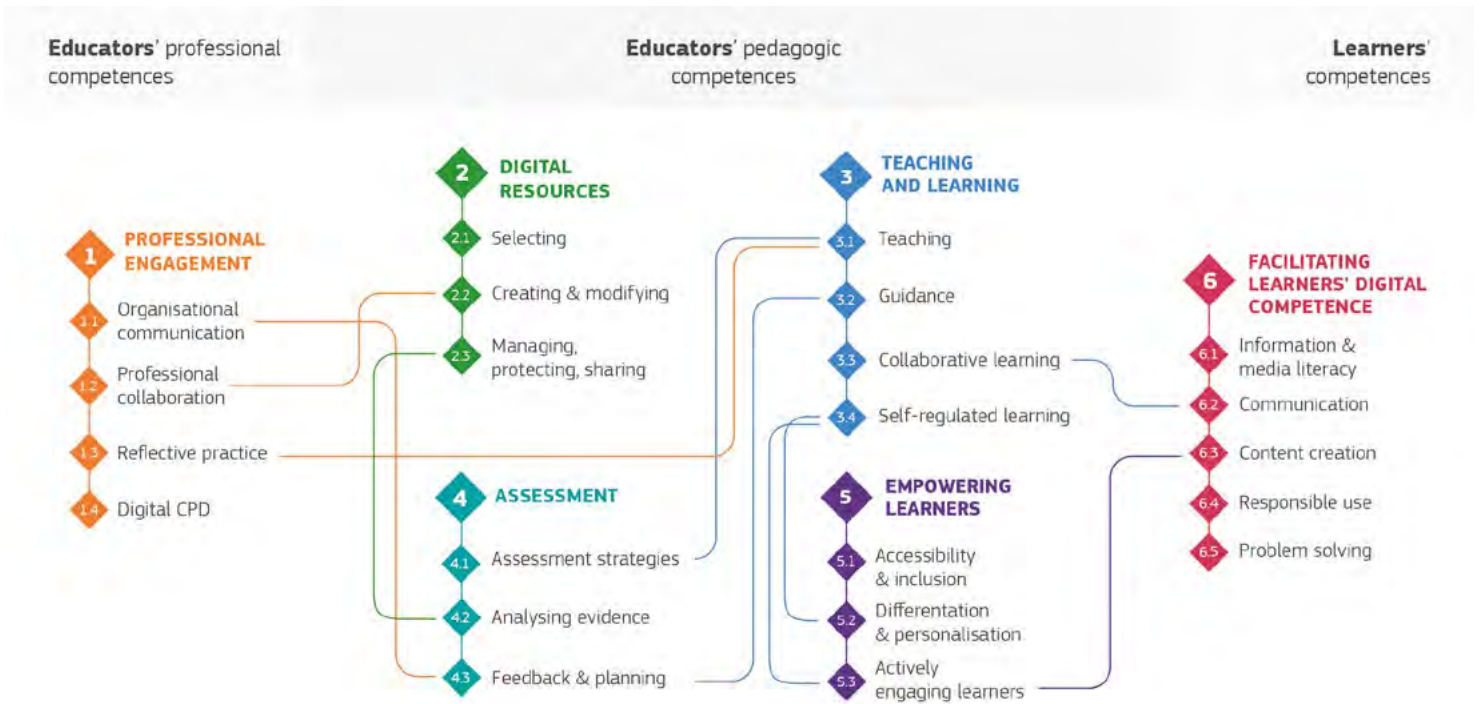 Educators' professional
competences
Educators' pedagogic
competences
Learners'
competences
1
PROFESSIONAL
ENGAGEMENT
1.1
Organisational
communication
1.2
Professional
collaboration
1.3
Reflective practice
1.4
Digital CPD
2
DIGITAL
RESOURCES
2.1
Selecting
2.2
Creating & modifying
2.3
Managing,
protecting, sharing
3
TEACHING
AND LEARNING
3.1
Teaching
3.2
Guidance
3.3
Collaborative learning
3.4
Self-regulated learning
4
ASSESSMENT
4.1
Assessment strategies
4.2
Analysing evidence
4.3
Feedback & planning
5
EMPOWERING
LEARNERS
5.1
Accessibility
& inclusion
5.2
Differentation
& personalisation
5.3
Actively
engaging learners
6
FACILITATING
LEARNERS' DIGITAL
COMPETENCE
6.1
Information &
media literacy
6.2
Communication
6.3
Content creation
6.4
Responsible use
6.5
Problem solving